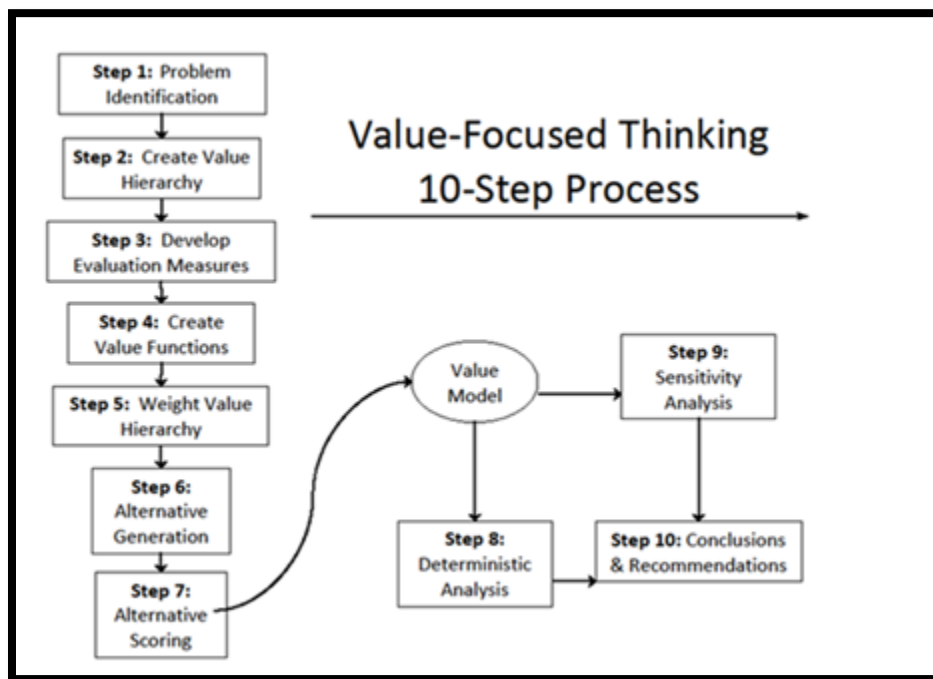 Step 1: Problem
Identification
Step 2: Create Value
Hierarchy
Step 3: Develop
Evaluation Measures
Step 4: Create
Value Functions
Step 5: Weight Value
Hierarchy
Step 6:
Alternative
Generation
Step 7:
Alternative
Scoring
Value-Focused Thinking
10-Step Process
Value
Model
Step 8:
Deterministic
Analysis
Step 9:
Sensitivity
Analysis
Step 10: Conclusions
& Recommendations